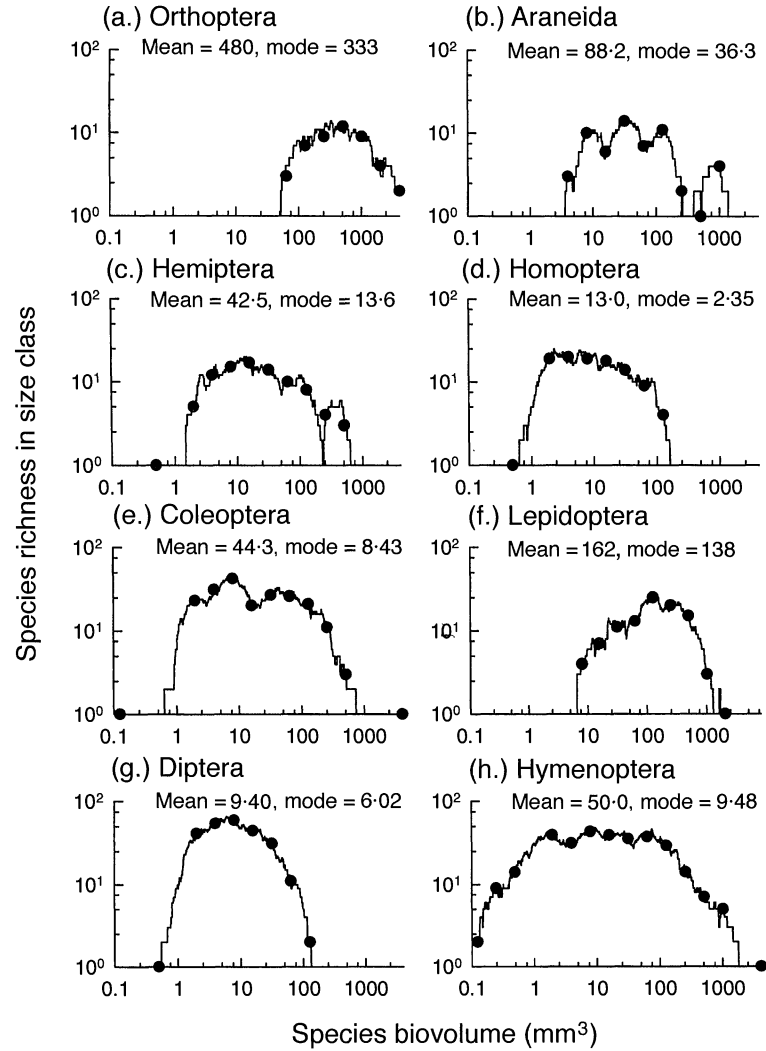 (a.) Orthoptera
Mean = 480, mode = 333
10²
10¹
10⁰
0.1 1 10 100 1000
(b.) Araneida
Mean = 88·2, mode = 36·3
10²
10¹
10⁰
0.1 1 10 100 1000
(c.) Hemiptera
Mean = 42·5, mode = 13·6
10²
10¹
10⁰
0.1 1 10 100 1000
(d.) Homoptera
Mean = 13·0, mode = 2·35
10²
10¹
10⁰
0.1 1 10 100 1000
Species richness in size class
(e.) Coleoptera
Mean = 44·3, mode = 8·43
10²
10¹
10⁰
0.1 1 10 100 1000
(f.) Lepidoptera
Mean = 162, mode = 138
10²
10¹
10⁰
0.1 1 10 100 1000
(g.) Diptera
Mean = 9·40, mode = 6·02
10²
10¹
10⁰
0.1 1 10 100 1000
(h.) Hymenoptera
Mean = 50·0, mode = 9·48
10²
10¹
10⁰
0.1 1 10 100 1000
Species biovolume (mm³)